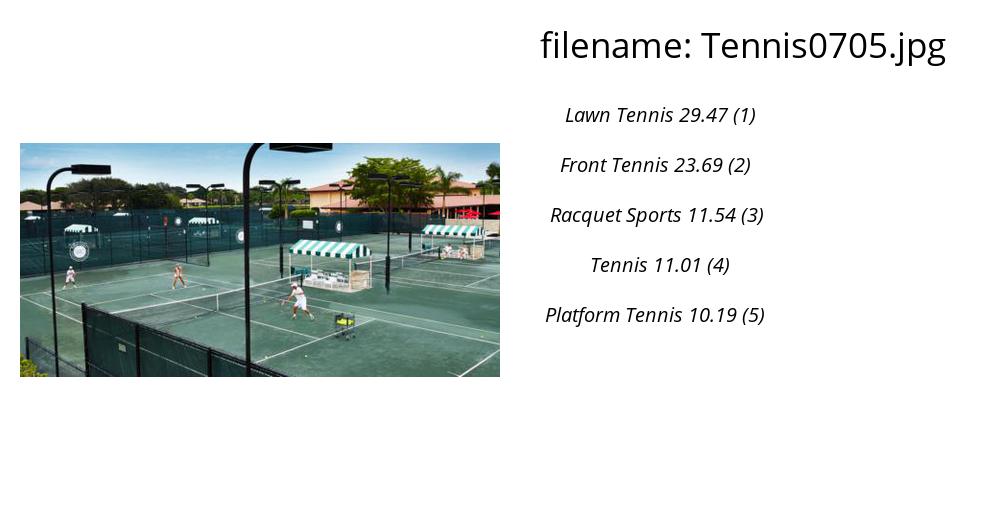 filename: Tennis0705.jpg
Lawn Tennis 29.47 (1)
Front Tennis 23.69 (2)
Racquet Sports 11.54 (3)
Tennis 11.01 (4)
Platform Tennis 10.19 (5)